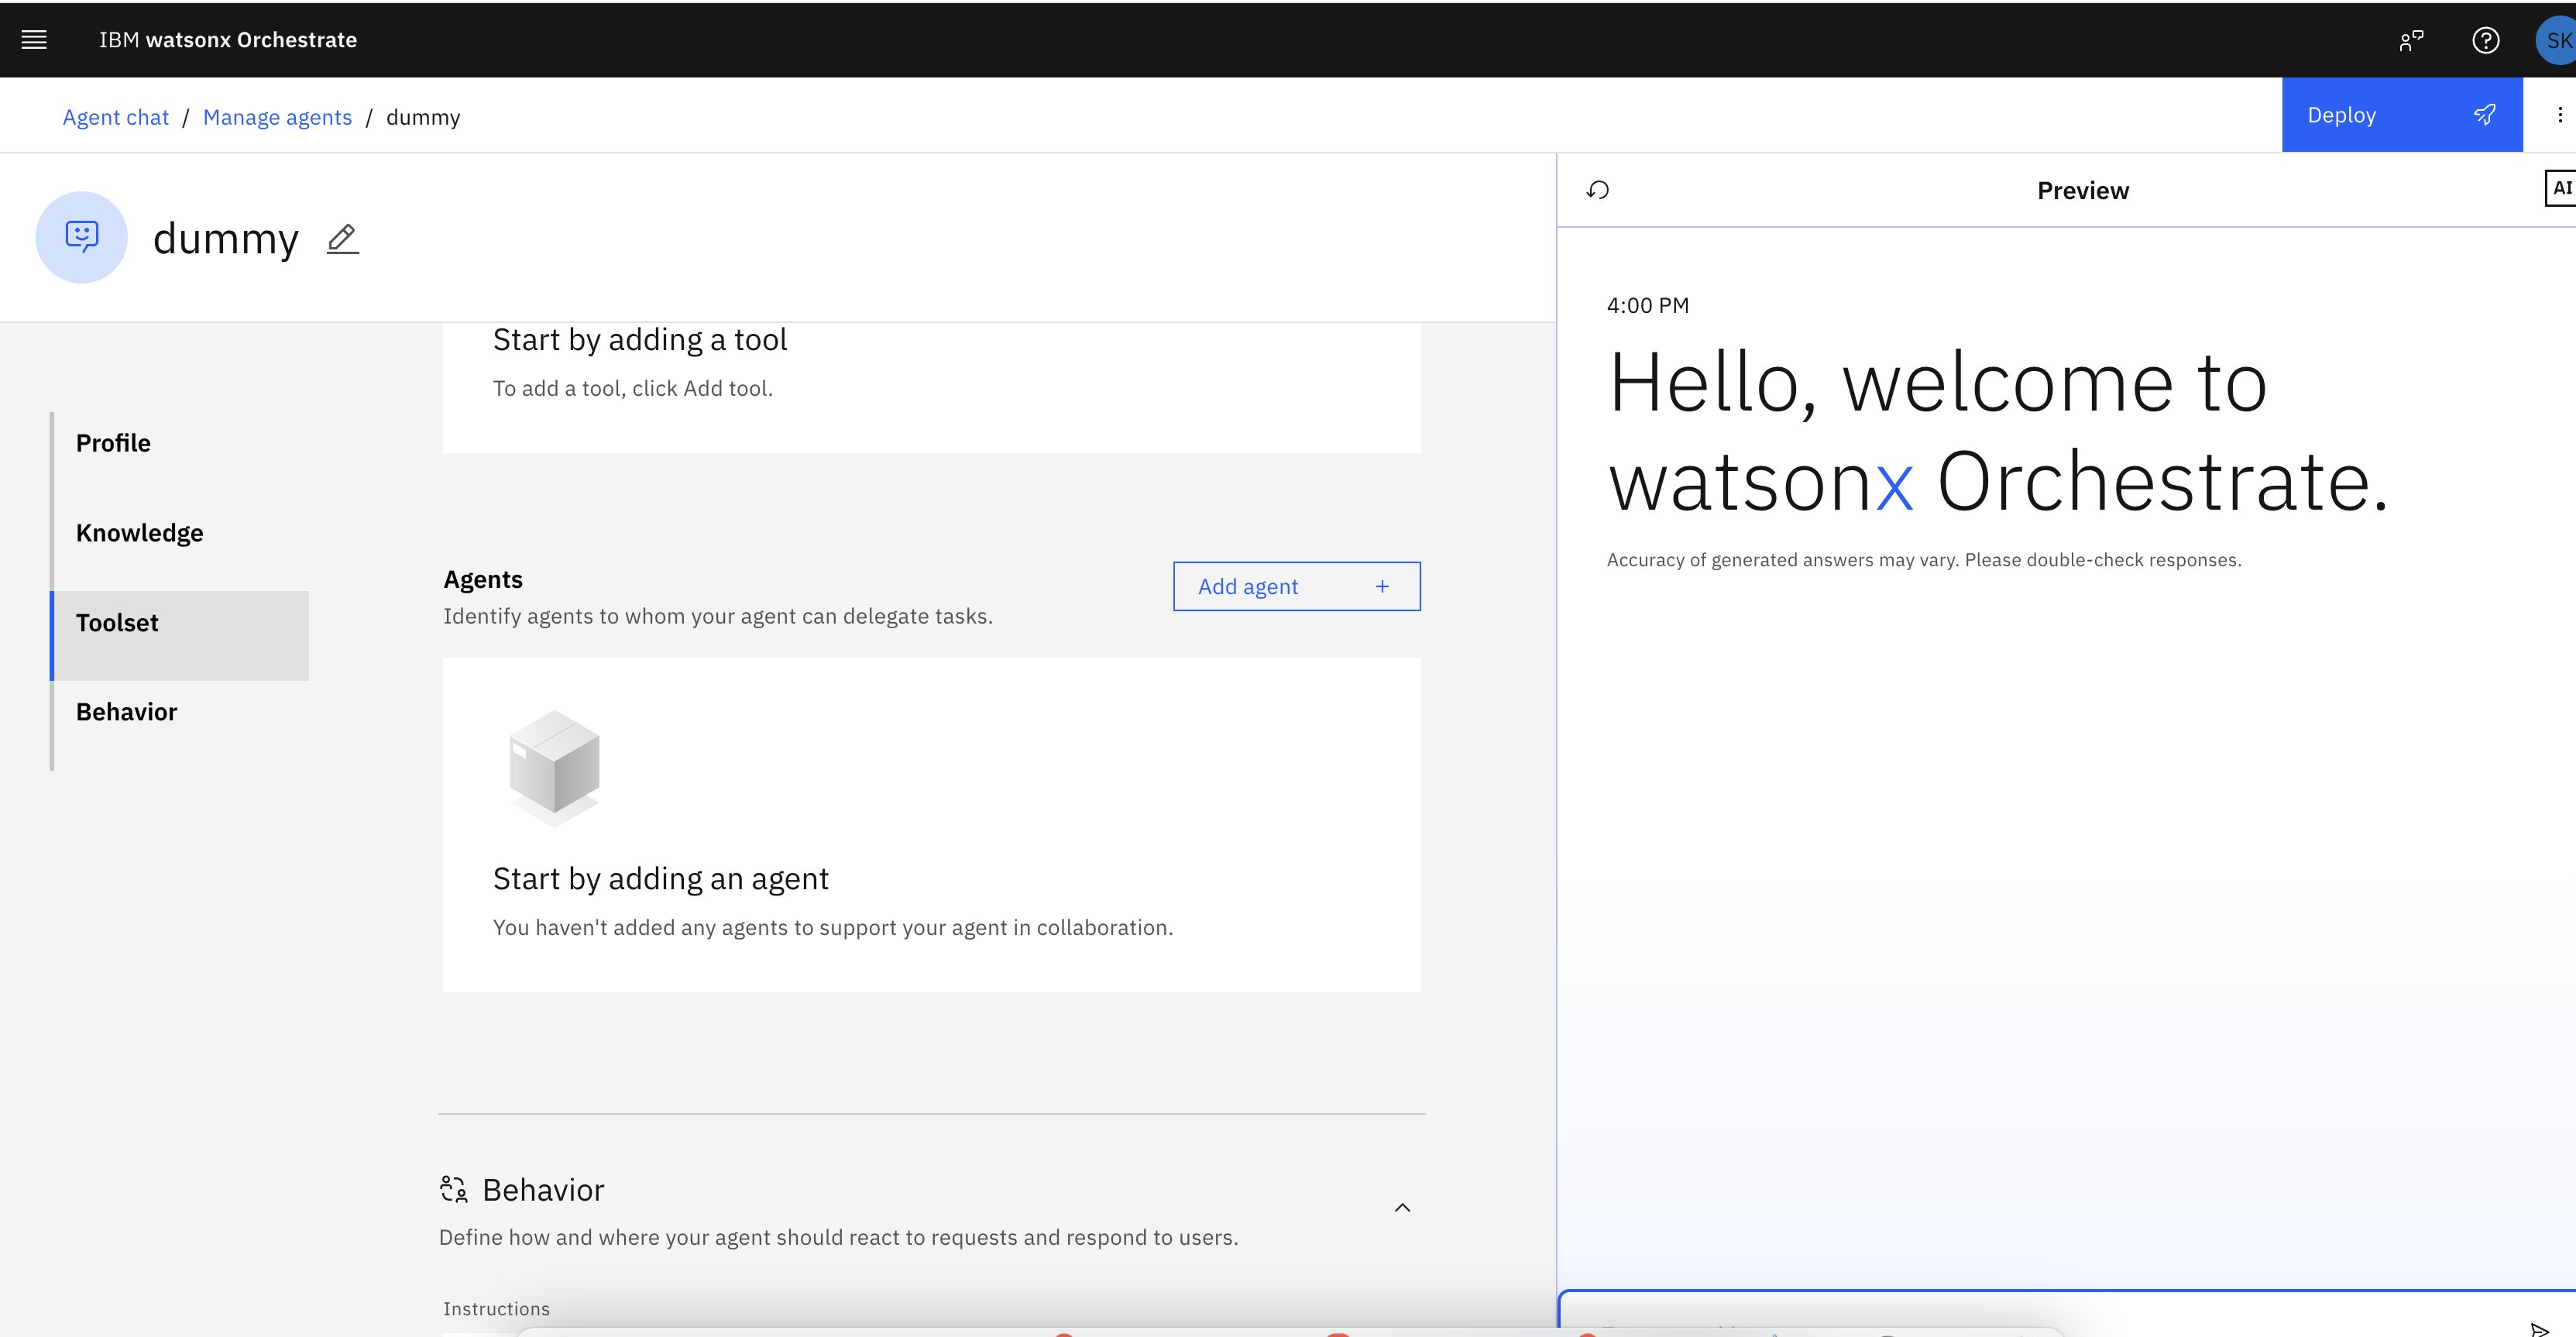 IBM watsonx Orchestrate
SK
Agent chat / Manage agents / dummy
Deploy
dummy
Profile
Knowledge
Toolset
Behavior
Start by adding a tool
To add a tool, click Add tool.
Agents
Identify agents to whom your agent can delegate tasks.
Add agent +
Start by adding an agent
You haven't added any agents to support your agent in collaboration.
Behavior
Define how and where your agent should react to requests and respond to users.
Instructions
Preview
AI
4:00 PM
Hello, welcome to
watsonx Orchestrate.
Accuracy of generated answers may vary. Please double-check responses.